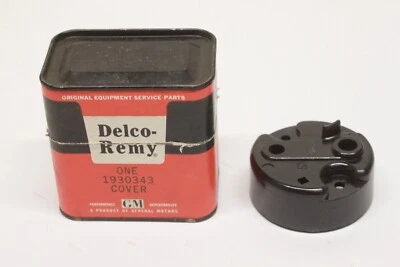 ORIGINAL EQUIPMENT SERVICE PARTS
Delco-
Remy
ONE
1930343
COVER
GM
A PRODUCT OF GENERAL MOTORS